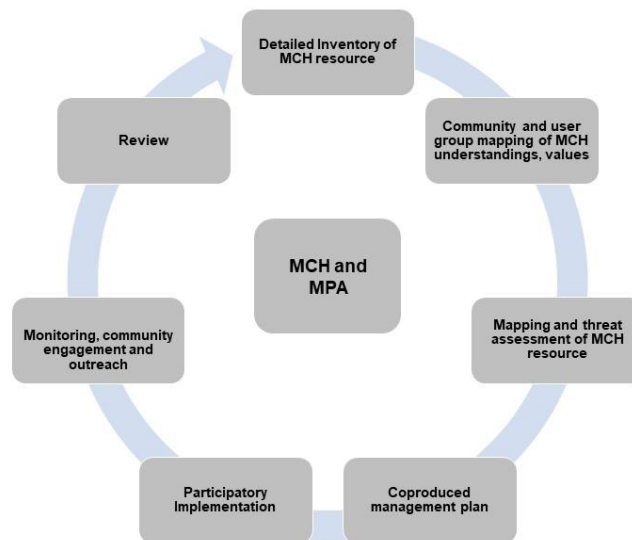 Detailed Inventory of
MCH resource
Community and user
group mapping of MCH
understandings, values
Mapping and threat
assessment of MCH
resource
Coproduced
management plan
Participatory
Implementation
Monitoring, community
engagement and
outreach
Review
MCH and
MPA